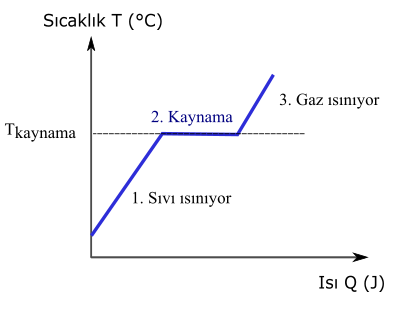 Sıcaklık T (°C)
2. Kaynama
3. Gaz ısınıyor
Tkaynama
1. Sıvı ısınıyor
Isı Q (J)